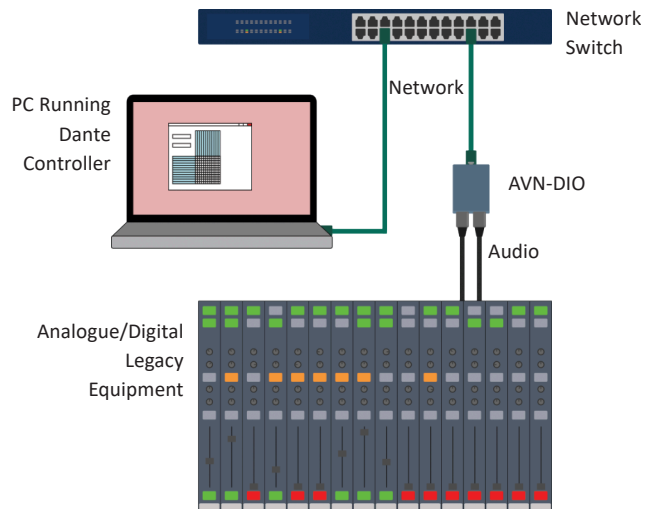 Network
Switch
Network
PC Running
Dante
Controller
AVN-DIO
Audio
Analogue/Digital
Legacy
Equipment